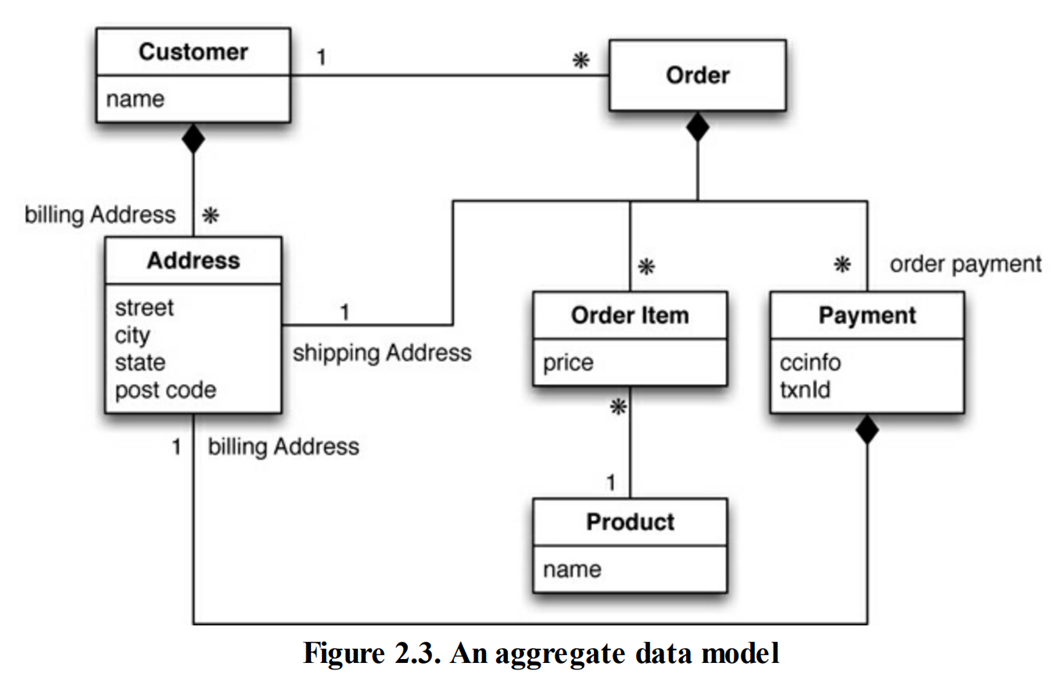 Customer
name
1
*
Order
billing Address
*
Address
street
city
state
post code
1
shipping Address
*
Order Item
price
*
order payment
Payment
ccinfo
txnId
*
1
Product
name
1
billing Address
Figure 2.3. An aggregate data model